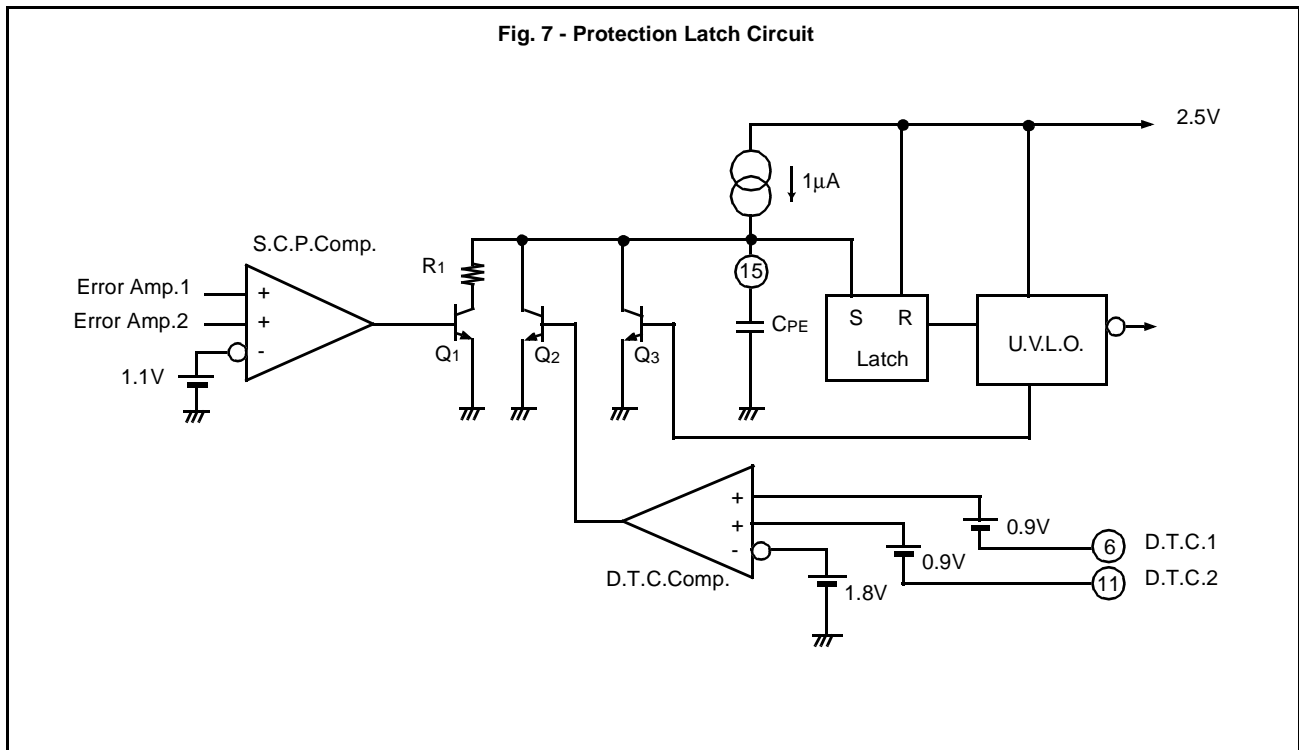 Fig. 7 - Protection Latch Circuit
2.5V
1μA
S.C.P.Comp.
R1
15
Error Amp.1
+
S R
Error Amp.2
+
CPE
U.V.L.O.
-
Q1
Q2
Q3
Latch
1.1V
+
+
0.9V
6 D.T.C.1
-
0.9V
D.T.C.Comp.
1.8V
11 D.T.C.2